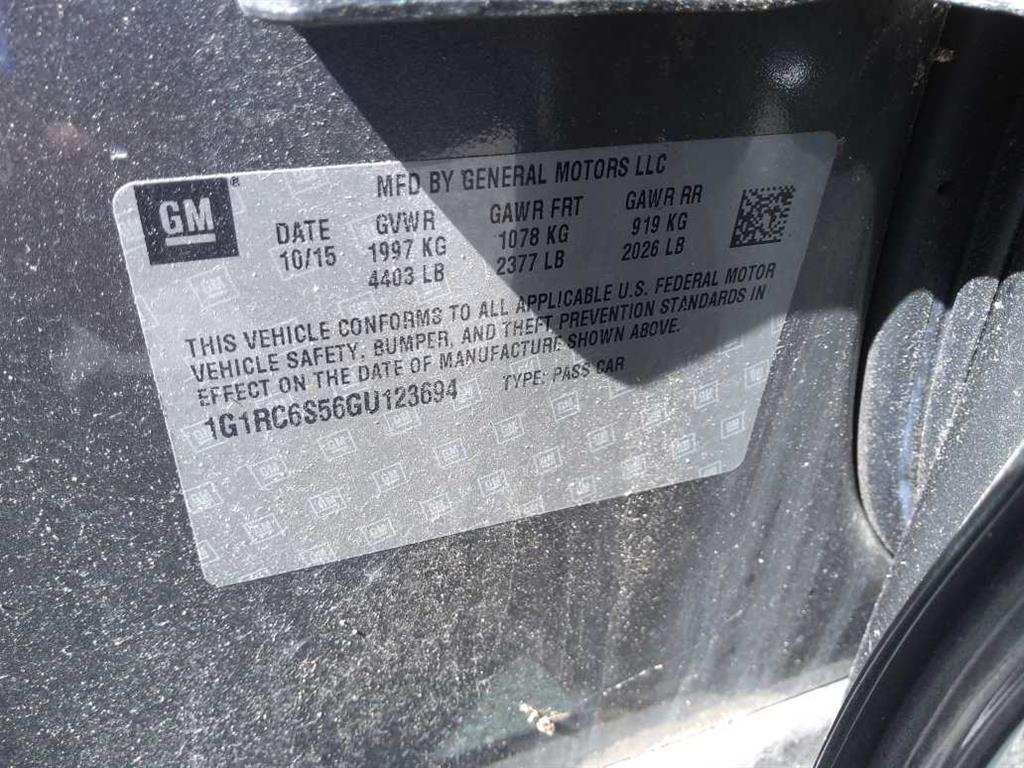 GM
MFD BY GENERAL MOTORS LLC
DATE GVWR GAWR FRT GAWR RR
10/15 1997 KG 1078 KG 919 KG
4403 LB 2377 LB 2026 LB
THIS VEHICLE CONFORMS TO ALL APPLICABLE U.S. FEDERAL MOTOR
VEHICLE SAFETY, BUMPER, AND THEFT PREVENTION STANDARDS IN
EFFECT ON THE DATE OF MANUFACTURE SHOWN ABOVE.
1G1RC6S56GU123694 TYPE: PASS CAR